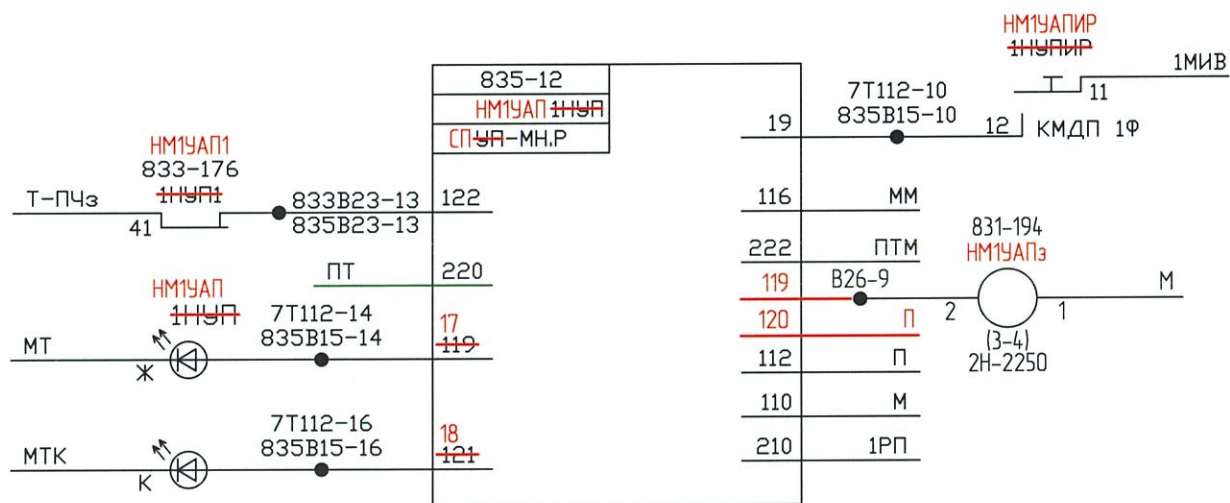 НМ1УАПИР
1НУПИР
1МИВ
11
7Т112-10
835В15-10
19
12
КМДП 1Ф
835-12
НМ1УАП 1НУП
СП УП-МН.Р
НМ1УАП1
833-176
1НУП1
Т-ПЧз
41
833В23-13
835В23-13
122
116
ММ
831-194
НМ1УАПз
222
ПТМ
ПТ
220
119
В26-9
2
1
М
(3-4)
2Н-2250
120
П
НМ1УАП
1НУП
7Т112-14
835В15-14
17
119
МТ
Ж
112
П
110
М
7Т112-16
835В15-16
18
121
МТК
К
210
1РП